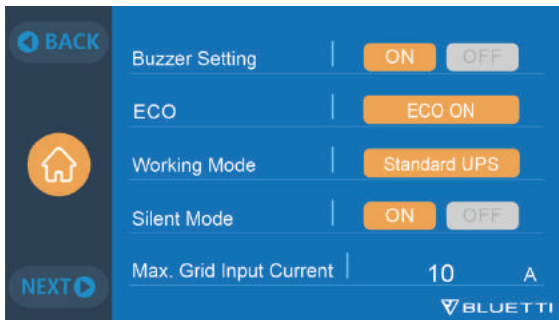 BACK
Buzzer Setting ON OFF
ECO ECO ON
Working Mode Standard UPS
Silent Mode ON OFF
Max. Grid Input Current 10 A
NEXT
BLUETTI